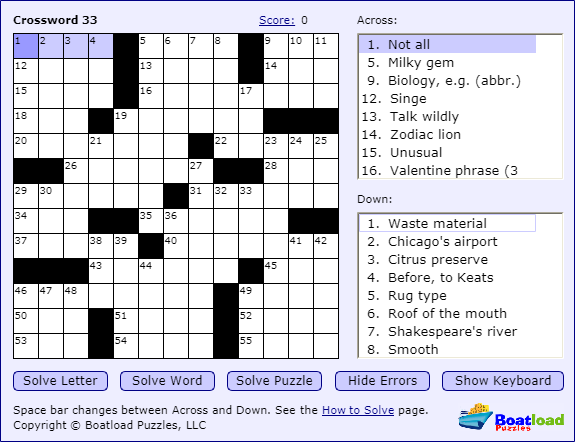 Crossword 33 Score: 0
1 2 3 4 5 6 7 8 9 10 11
12 13 14
15 16 17
18 19
20 21 22 23 24 25
26 27 28
29 30 31 32 33
34 35 36
37 38 39 40 41 42
43 44 45
46 47 48 49
50 51 52
53 54 55
Across:
1. Not all
5. Milky gem
9. Biology, e.g. (abbr.)
12. Singe
13. Talk wildly
14. Zodiac lion
15. Unusual
16. Valentine phrase (3
Down:
1. Waste material
2. Chicago's airport
3. Citrus preserve
4. Before, to Keats
5. Rug type
6. Roof of the mouth
7. Shakespeare's river
8. Smooth
Solve Letter Solve Word Solve Puzzle Hide Errors Show Keyboard
Space bar changes between Across and Down. See the How to Solve page.
Copyright © Boatload Puzzles, LLC
Boatload
Puzzles